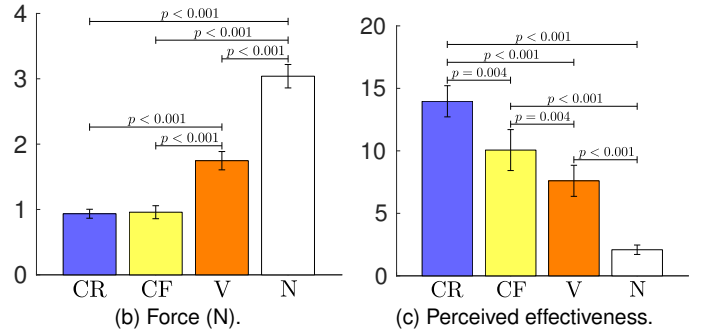 4
3
2
1
0
p < 0.001
p < 0.001
p < 0.001
p < 0.001
p < 0.001
CR CF V N
(b) Force (N).
20
15
10
5
0
p < 0.001
p < 0.001
p = 0.004
p < 0.001
p = 0.004
p < 0.001
CR CF V N
(c) Perceived effectiveness.